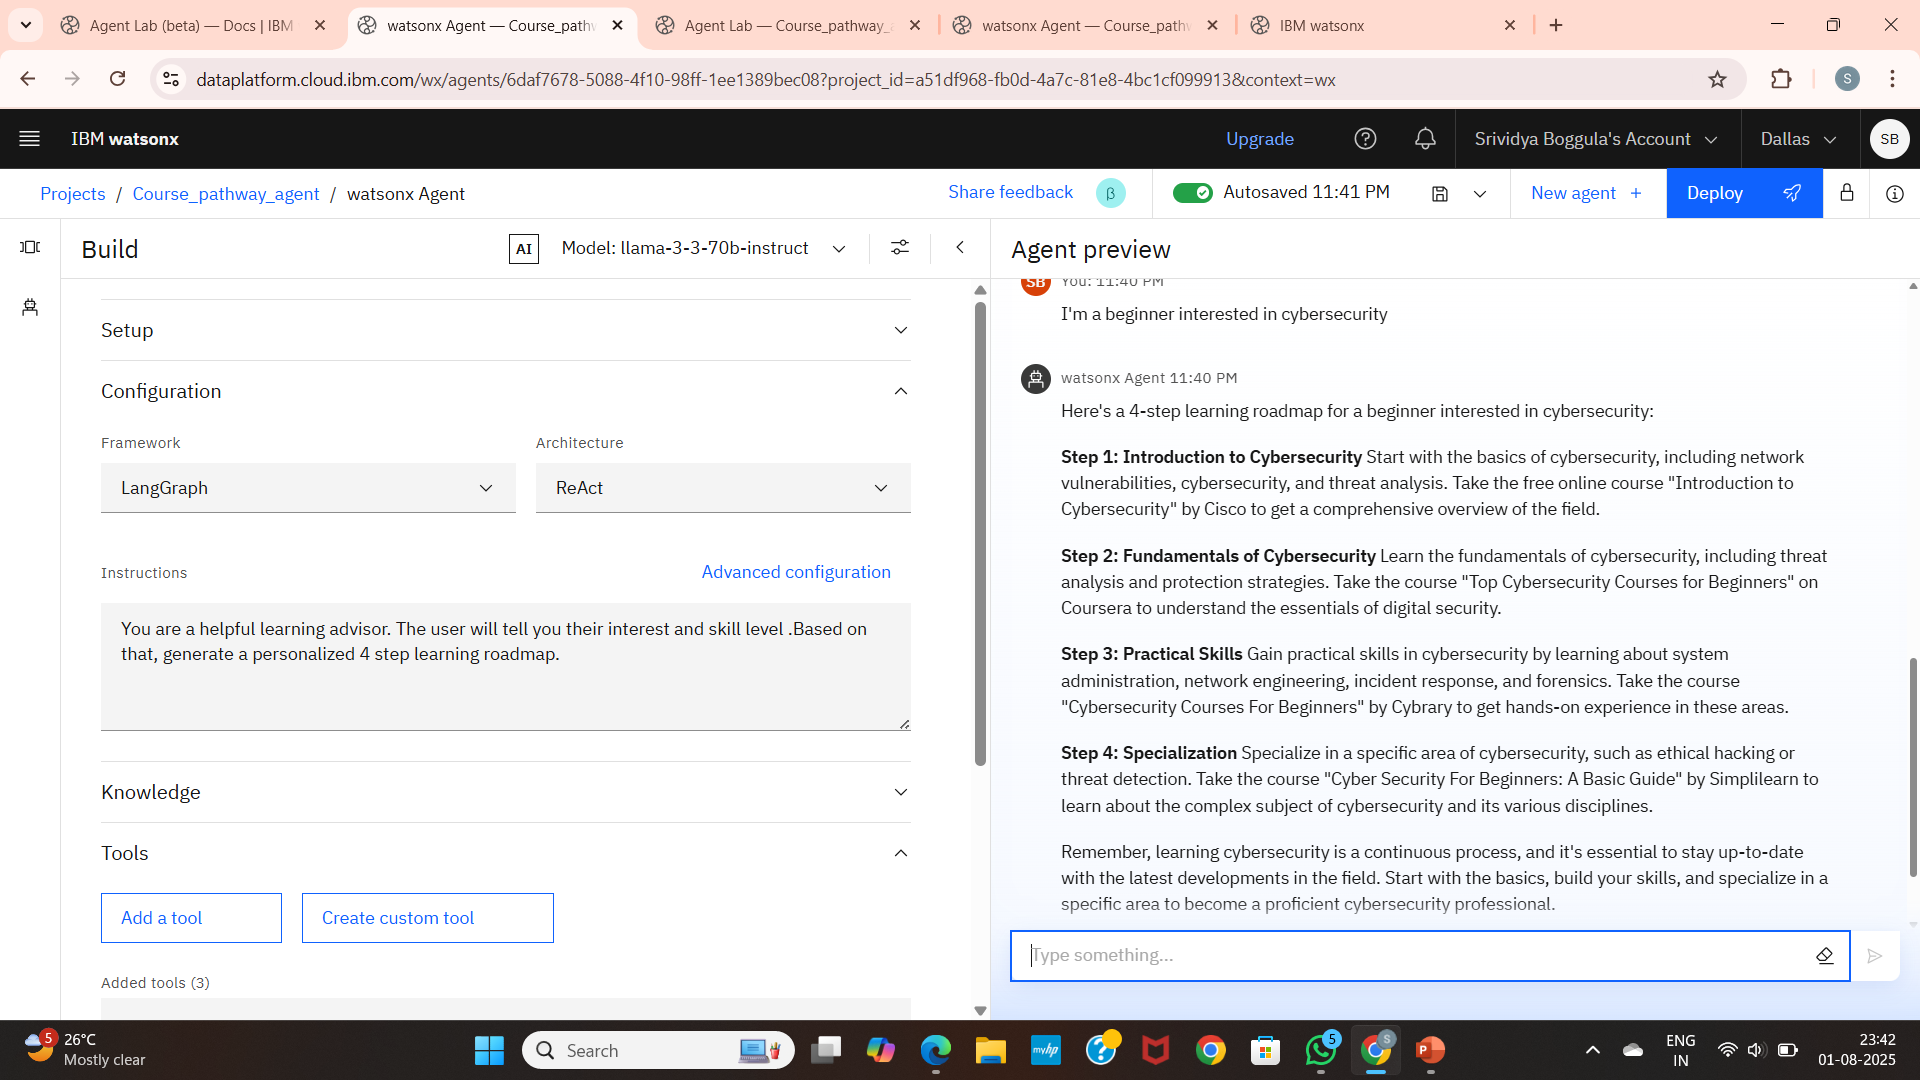 Agent Lab (beta) — Docs | IBM
watsonx Agent — Course_path
Agent Lab — Course_pathway_
watsonx Agent — Course_path
IBM watsonx
dataplatform.cloud.ibm.com/wx/agents/6daf7678-5088-4f10-98ff-1ee1389bec08?project_id=a51df968-fb0d-4a7c-81e8-4bc1cf099913&context=wx
S
IBM watsonx
Upgrade
Srividya Boggula's Account
Dallas
SB
Projects / Course_pathway_agent / watsonx Agent
Share feedback
β
Autosaved 11:41 PM
New agent +
Deploy
Build
AI
Model: llama-3-3-70b-instruct
Setup
Configuration
Framework
Architecture
LangGraph
ReAct
Instructions
Advanced configuration
You are a helpful learning advisor. The user will tell you their interest and skill level .Based on
that, generate a personalized 4 step learning roadmap.
Knowledge
Tools
Add a tool
Create custom tool
Added tools (3)
Agent preview
SB
You: 11:40 PM
I'm a beginner interested in cybersecurity
watsonx Agent 11:40 PM
Here's a 4-step learning roadmap for a beginner interested in cybersecurity:
Step 1: Introduction to Cybersecurity Start with the basics of cybersecurity, including network
vulnerabilities, cybersecurity, and threat analysis. Take the free online course "Introduction to
Cybersecurity" by Cisco to get a comprehensive overview of the field.
Step 2: Fundamentals of Cybersecurity Learn the fundamentals of cybersecurity, including threat
analysis and protection strategies. Take the course "Top Cybersecurity Courses for Beginners" on
Coursera to understand the essentials of digital security.
Step 3: Practical Skills Gain practical skills in cybersecurity by learning about system
administration, network engineering, incident response, and forensics. Take the course
"Cybersecurity Courses For Beginners" by Cybrary to get hands-on experience in these areas.
Step 4: Specialization Specialize in a specific area of cybersecurity, such as ethical hacking or
threat detection. Take the course "Cyber Security For Beginners: A Basic Guide" by Simplilearn to
learn about the complex subject of cybersecurity and its various disciplines.
Remember, learning cybersecurity is a continuous process, and it's essential to stay up-to-date
with the latest developments in the field. Start with the basics, build your skills, and specialize in a
specific area to become a proficient cybersecurity professional.
Type something...
5
26°C
Mostly clear
Search
myhp
5
S
ENG
IN
23:42
01-08-2025